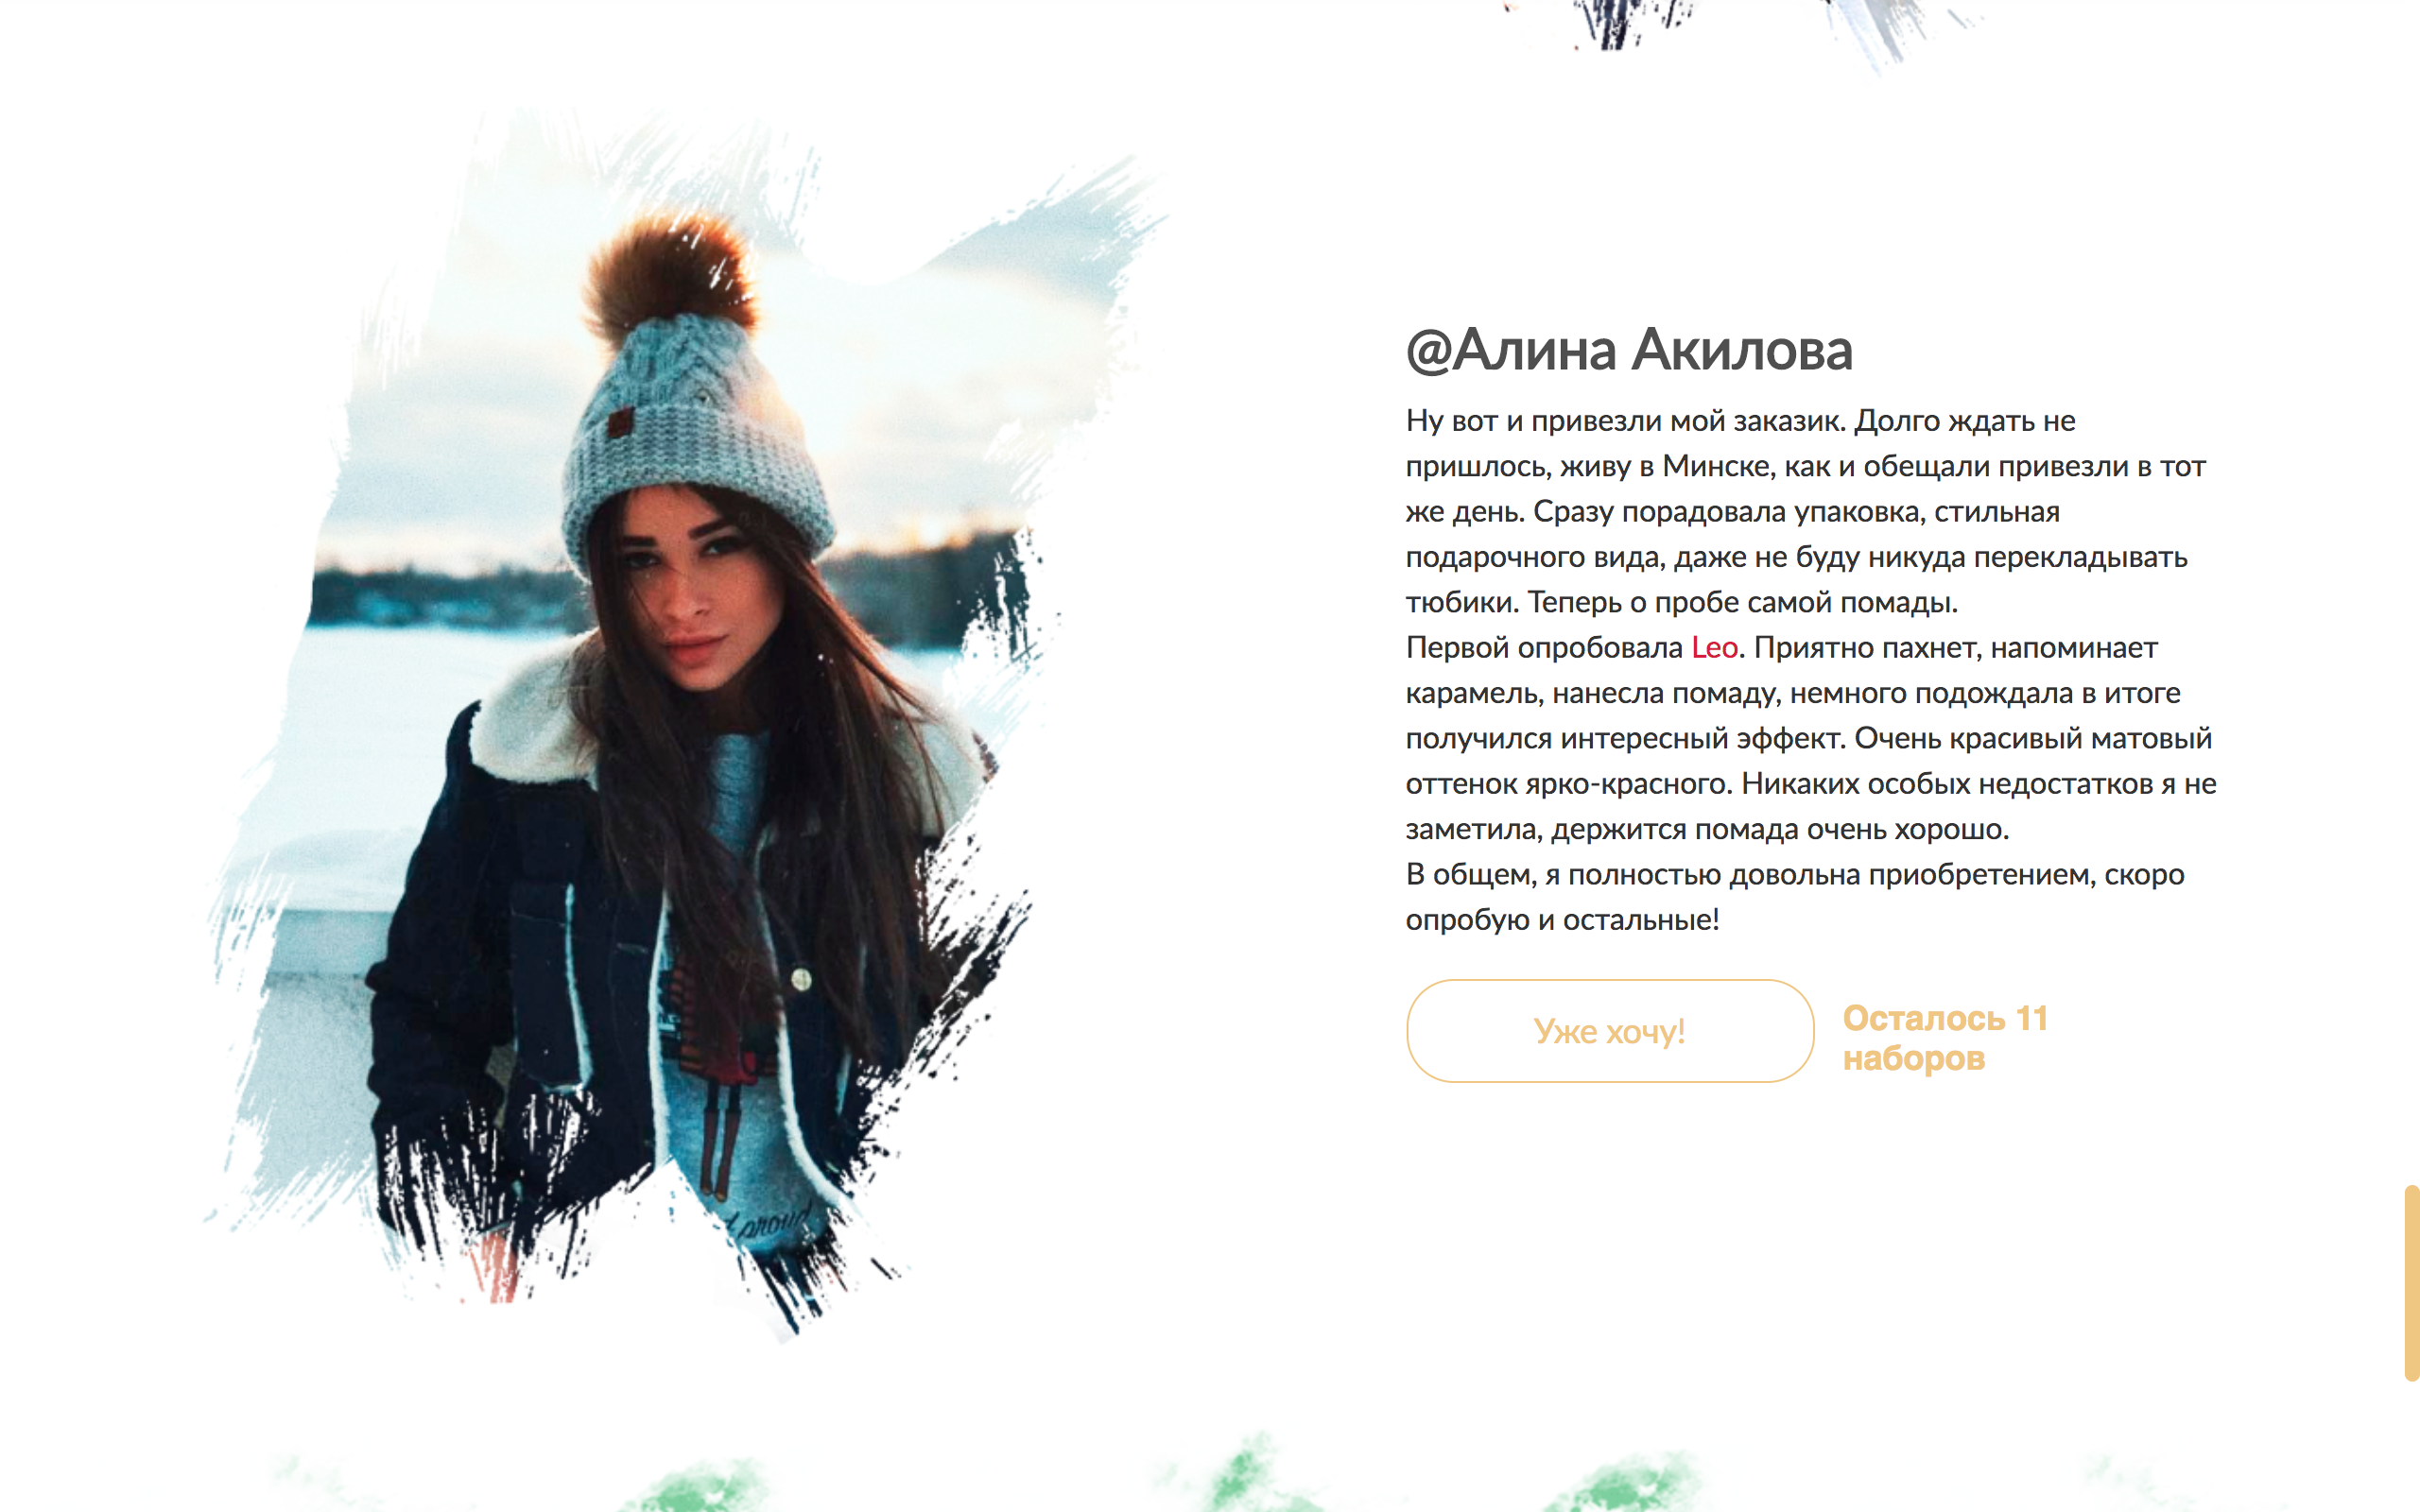 @Алина Акилова
Ну вот и привезли мой заказик. Долго ждать не
пришлось, живу в Минске, как и обещали привезли в тот
же день. Сразу порадовала упаковка, стильная
подарочного вида, даже не буду никуда перекладывать
тюбики. Теперь о пробе самой помады.
Первой опробовала Leo. Приятно пахнет, напоминает
карамель, нанесла помаду, немного подождала в итоге
получился интересный эффект. Очень красивый матовый
оттенок ярко-красного. Никаких особых недостатков я не
заметила, держится помада очень хорошо.
В общем, я полностью довольна приобретением, скоро
опробую и остальные!
Уже хочу!
Осталось 11
наборов
proud